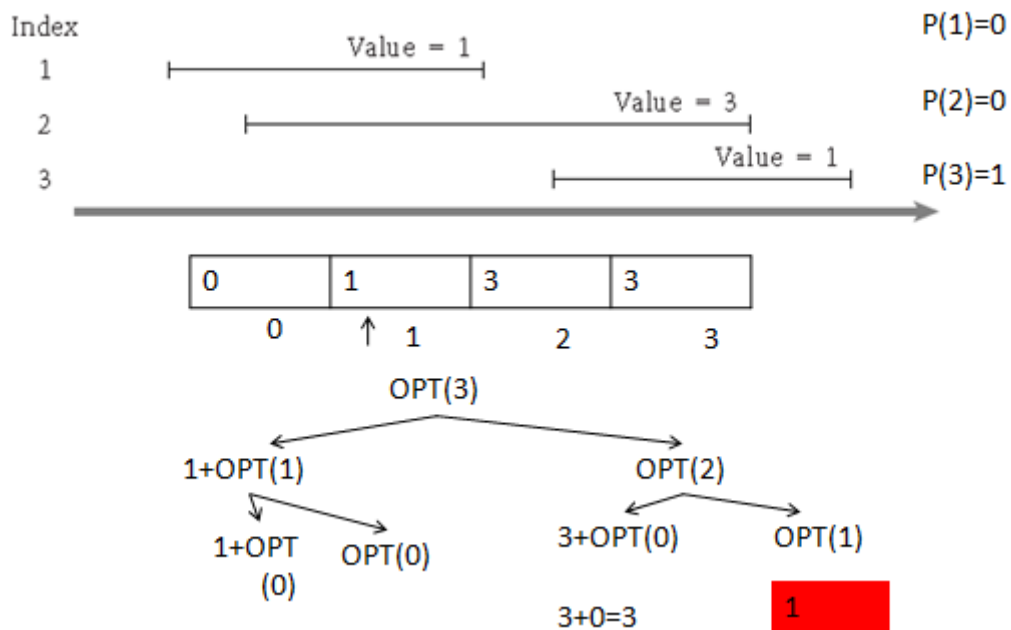 Index
P(1)=0
Value = 1
1
Value = 3
P(2)=0
2
Value = 1
P(3)=1
3
0 1 3 3
0 1 2 3
OPT(3)
1+OPT(1) OPT(2)
1+OPT OPT(0) 3+OPT(0) OPT(1)
(0)
3+0=3 1